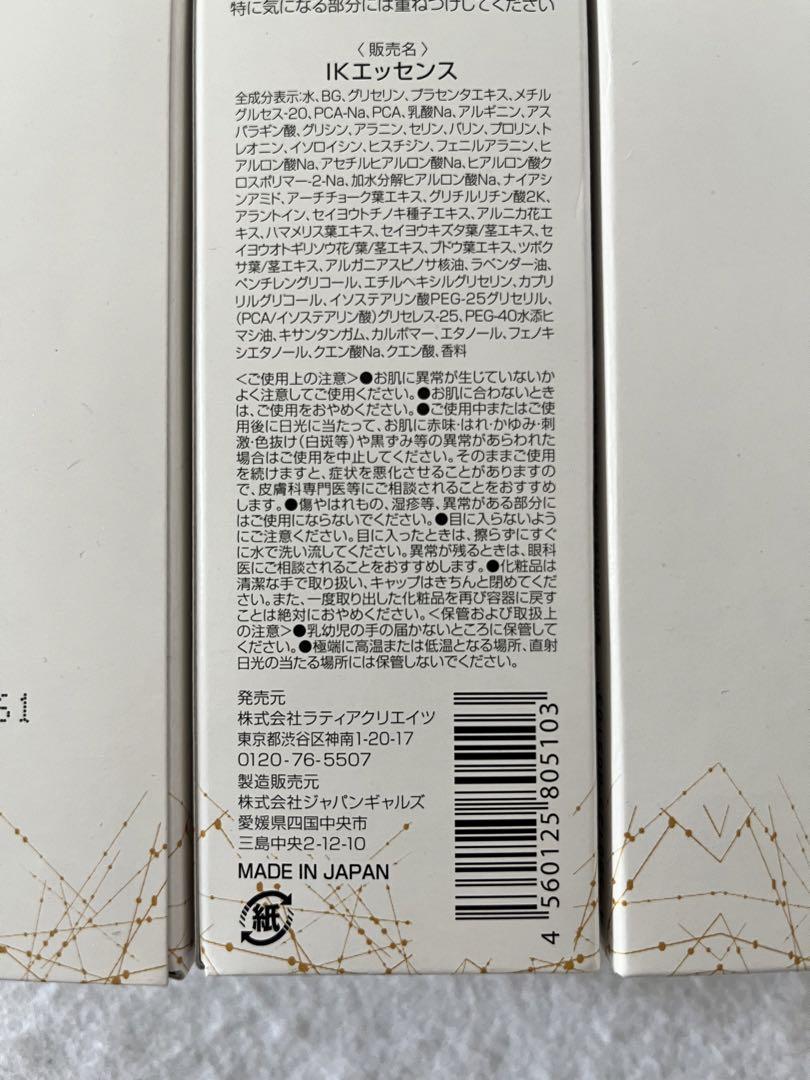 特に気になる部分には重ねづけしてください
〈販売名〉
IKエッセンス
全成分表示:水、BG、グリセリン、プラセンタエキス、メチル
グルセス-20、PCA-Na、PCA、乳酸Na、アルギニン、アス
パラギン酸、グリシン、アラニン、セリン、バリン、プロリン、ト
レオニン、イソロイシン、ヒスチジン、フェニルアラニン、ヒ
アルロン酸Na、アセチルヒアルロン酸Na、ヒアルロン酸ク
ロスポリマー-2-Na、加水分解ヒアルロン酸Na、ナイアシ
ンアミド、アーチチョーク葉エキス、グリチルリチン酸2K、
アラントイン、セイヨウトチノキ種子エキス、アルニカ花エ
キス、ハマメリス葉エキス、セイヨウキズタ葉/茎エキス、セ
イヨウオトギリソウ花/葉/茎エキス、ブドウ葉エキス、ツボク
サ葉/茎エキス、アルガニアスピノサ核油、ラベンダー油、
ペンチレングリコール、エチルヘキシルグリセリン、カプリ
リルグリコール、イソステアリン酸PEG-25グリセリル、
(PCA/イソステアリン酸)グリセレス-25、PEG-40水添ヒ
マシ油、キサンタンガム、カルボマー、エタノール、フェノキ
シエタノール、クエン酸Na、クエン酸、香料
<ご使用上の注意>●お肌に異常が生じていないか
よく注意してご使用ください。●お肌に合わないとき
は、ご使用をおやめください。●ご使用中またはご使
用後に日光に当たって、お肌に赤味・はれ・かゆみ・刺
激・色抜け(白斑等)や黒ずみ等の異常があらわれた
場合はご使用を中止してください。そのままご使用
を続けますと、症状を悪化させることがありますの
で、皮膚科専門医等にご相談されることをおすすめ
します。●傷やはれもの、湿疹等、異常がある部分に
はご使用にならないでください。●目に入らないよう
にご注意ください。目に入ったときは、擦らずにすぐ
に水で洗い流してください。異常が残るときは、眼科
医にご相談されることをおすすめします。●化粧品は
清潔な手で取り扱い、キャップはきちんと閉めてくだ
さい。また、一度取り出した化粧品を再び容器に戻す
ことは絶対におやめください。<保管および取扱上
の注意>●乳幼児の手の届かないところに保管して
ください。●極端に高温または低温となる場所、直射
日光の当たる場所には保管しないでください。
発売元
株式会社ラティアクリエイツ
東京都渋谷区神南1-20-17
0120-76-5507
製造販売元
株式会社ジャパンギャルズ
愛媛県四国中央市
三島中央2-12-10
MADE IN JAPAN
紙
4 560125 805103